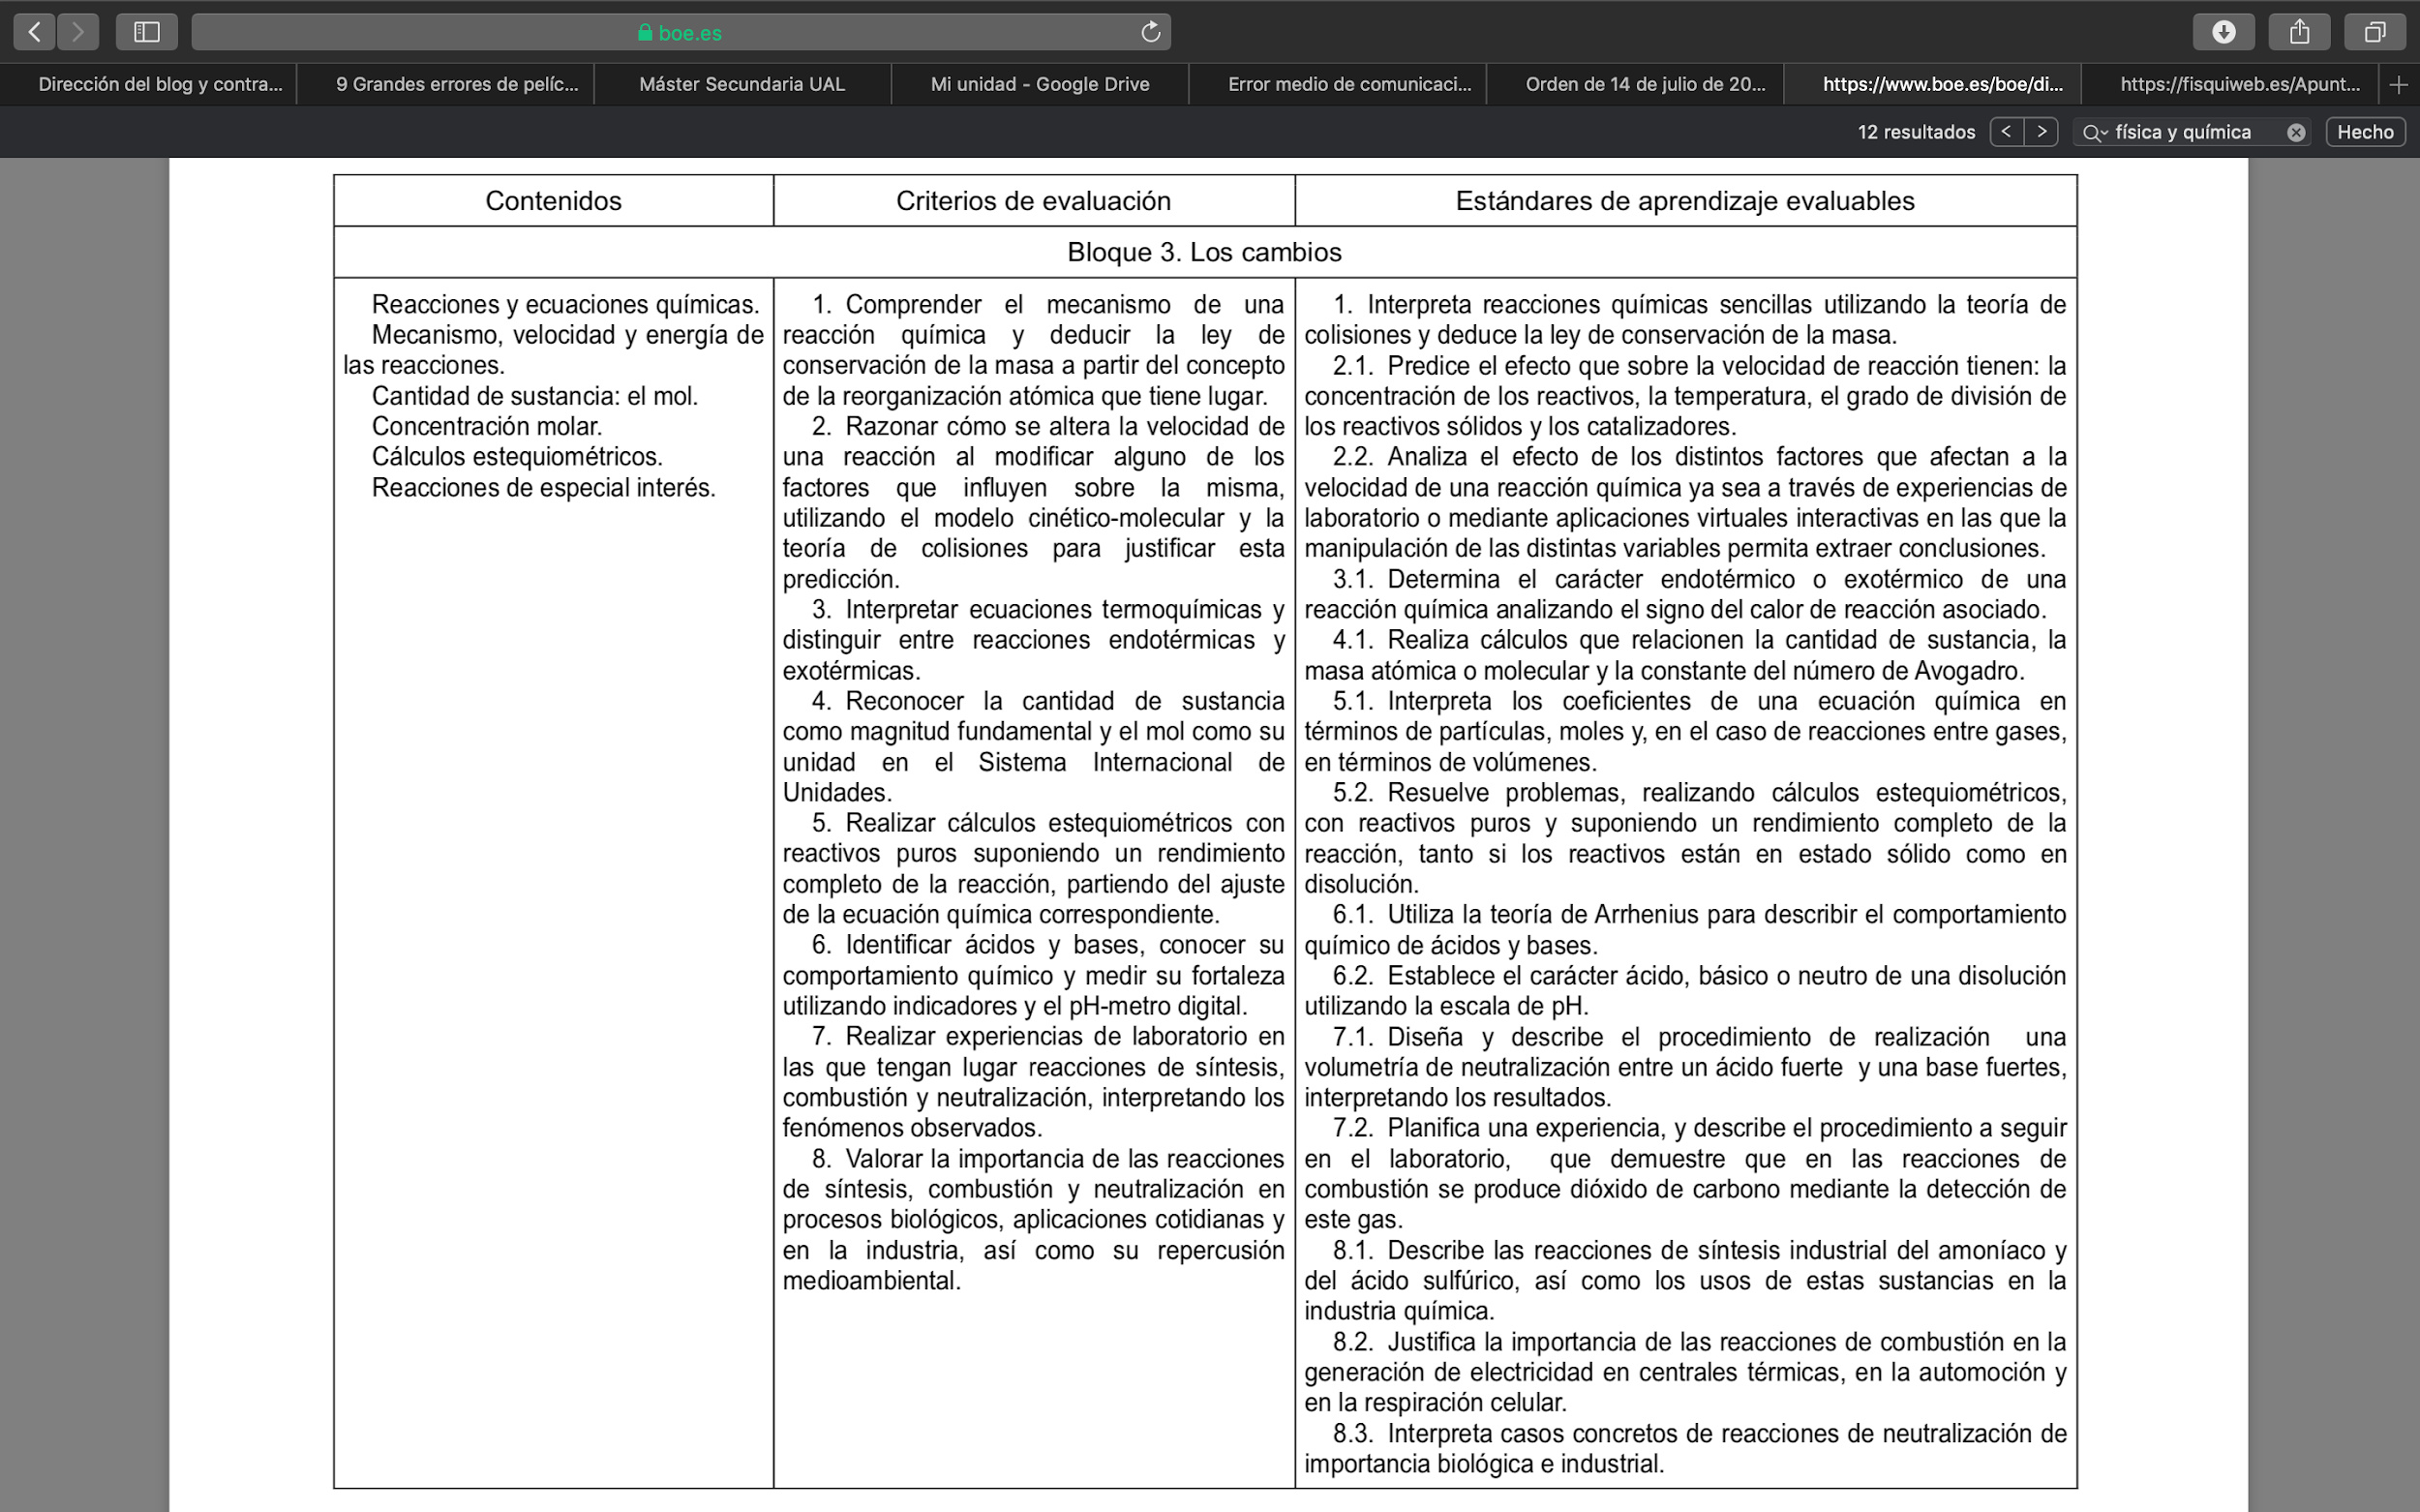 boe.es
Dirección del blog y contra...
9 Grandes errores de pelíc...
Máster Secundaria UAL
Mi unidad - Google Drive
Error medio de comunicaci...
Orden de 14 de julio de 20...
https://www.boe.es/boe/di...
https://fisquiweb.es/Apunt...
12 resultados
física y química
Hecho
Contenidos
Criterios de evaluación
Estándares de aprendizaje evaluables
Bloque 3. Los cambios
Reacciones y ecuaciones químicas.
Mecanismo, velocidad y energía de
las reacciones.
Cantidad de sustancia: el mol.
Concentración molar.
Cálculos estequiométricos.
Reacciones de especial interés.
1. Comprender el mecanismo de una
reacción química y deducir la ley de
conservación de la masa a partir del concepto
de la reorganización atómica que tiene lugar.
2. Razonar cómo se altera la velocidad de
una reacción al modificar alguno de los
factores que influyen sobre la misma,
utilizando el modelo cinético-molecular y la
teoría de colisiones para justificar esta
predicción.
3. Interpretar ecuaciones termoquímicas y
distinguir entre reacciones endotérmicas y
exotérmicas.
4. Reconocer la cantidad de sustancia
como magnitud fundamental y el mol como su
unidad en el Sistema Internacional de
Unidades.
5. Realizar cálculos estequiométricos con
reactivos puros suponiendo un rendimiento
completo de la reacción, partiendo del ajuste
de la ecuación química correspondiente.
6. Identificar ácidos y bases, conocer su
comportamiento químico y medir su fortaleza
utilizando indicadores y el pH-metro digital.
7. Realizar experiencias de laboratorio en
las que tengan lugar reacciones de síntesis,
combustión y neutralización, interpretando los
fenómenos observados.
8. Valorar la importancia de las reacciones
de síntesis, combustión y neutralización en
procesos biológicos, aplicaciones cotidianas y
en la industria, así como su repercusión
medioambiental.
1. Interpreta reacciones químicas sencillas utilizando la teoría de
colisiones y deduce la ley de conservación de la masa.
2.1. Predice el efecto que sobre la velocidad de reacción tienen: la
concentración de los reactivos, la temperatura, el grado de división de
los reactivos sólidos y los catalizadores.
2.2. Analiza el efecto de los distintos factores que afectan a la
velocidad de una reacción química ya sea a través de experiencias de
laboratorio o mediante aplicaciones virtuales interactivas en las que la
manipulación de las distintas variables permita extraer conclusiones.
3.1. Determina el carácter endotérmico o exotérmico de una
reacción química analizando el signo del calor de reacción asociado.
4.1. Realiza cálculos que relacionen la cantidad de sustancia, la
masa atómica o molecular y la constante del número de Avogadro.
5.1. Interpreta los coeficientes de una ecuación química en
términos de partículas, moles y, en el caso de reacciones entre gases,
en términos de volúmenes.
5.2. Resuelve problemas, realizando cálculos estequiométricos,
con reactivos puros y suponiendo un rendimiento completo de la
reacción, tanto si los reactivos están en estado sólido como en
disolución.
6.1. Utiliza la teoría de Arrhenius para describir el comportamiento
químico de ácidos y bases.
6.2. Establece el carácter ácido, básico o neutro de una disolución
utilizando la escala de pH.
7.1. Diseña y describe el procedimiento de realización una
volumetría de neutralización entre un ácido fuerte y una base fuertes,
interpretando los resultados.
7.2. Planifica una experiencia, y describe el procedimiento a seguir
en el laboratorio, que demuestre que en las reacciones de
combustión se produce dióxido de carbono mediante la detección de
este gas.
8.1. Describe las reacciones de síntesis industrial del amoníaco y
del ácido sulfúrico, así como los usos de estas sustancias en la
industria química.
8.2. Justifica la importancia de las reacciones de combustión en la
generación de electricidad en centrales térmicas, en la automoción y
en la respiración celular.
8.3. Interpreta casos concretos de reacciones de neutralización de
importancia biológica e industrial.